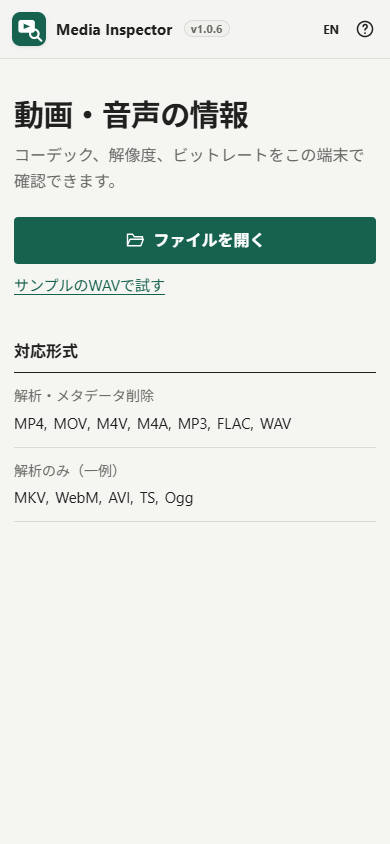 Media Inspector v1.0.6 EN
動画・音声の情報
コーデック、解像度、ビットレートをこの端末で
確認できます。
ファイルを開く
サンプルのWAVで試す
対応形式
解析・メタデータ削除
MP4, MOV, M4V, M4A, MP3, FLAC, WAV
解析のみ（一例）
MKV, WebM, AVI, TS, Ogg